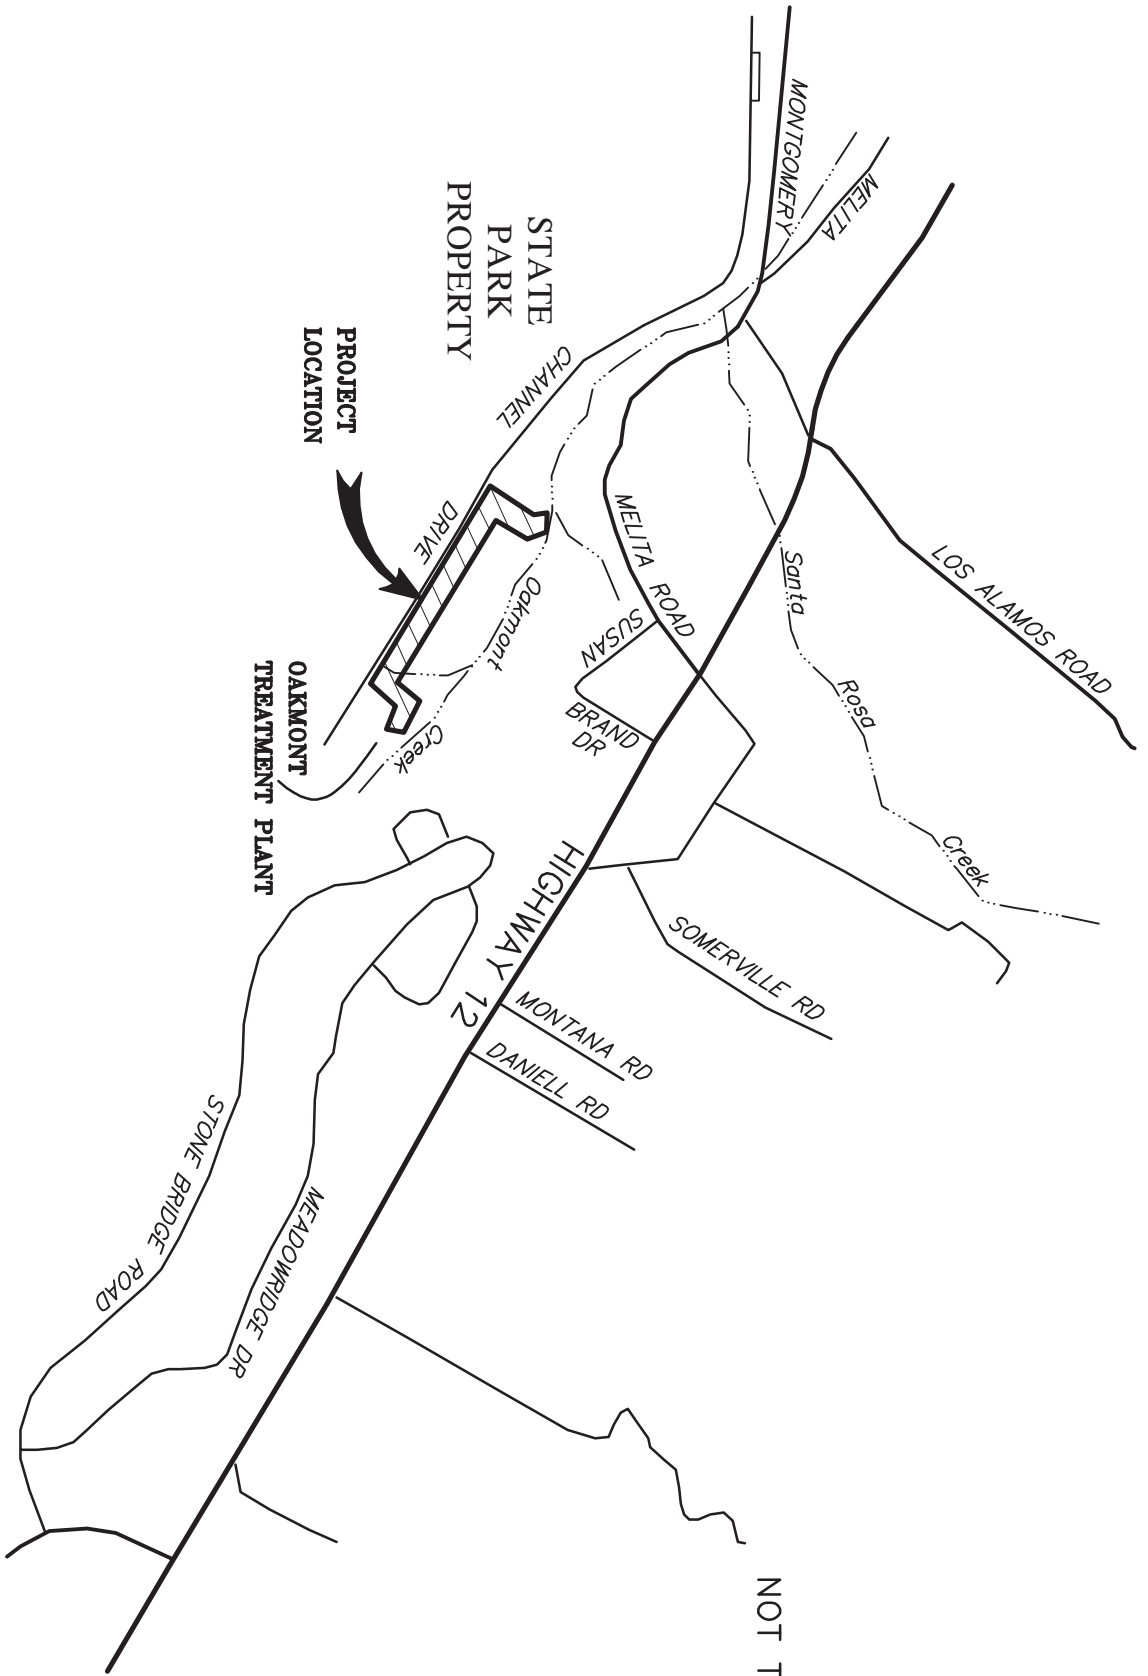 MONTGOMERY
MELITA
STATE
PARK
PROPERTY
PROJECT
LOCATION
CHANNEL
DRIVE
MELITA ROAD
LOS ALAMOS ROAD
Santa
Rosa
Creek
Oakmont
Creek
SUSAN
BRAND
DR
OAKMONT
TREATMENT PLANT
HIGHWAY 12
SOMERVILLE RD
MONTANA RD
DANIELL RD
STONE BRIDGE ROAD
MEADOWRIDGE DR
NOT T